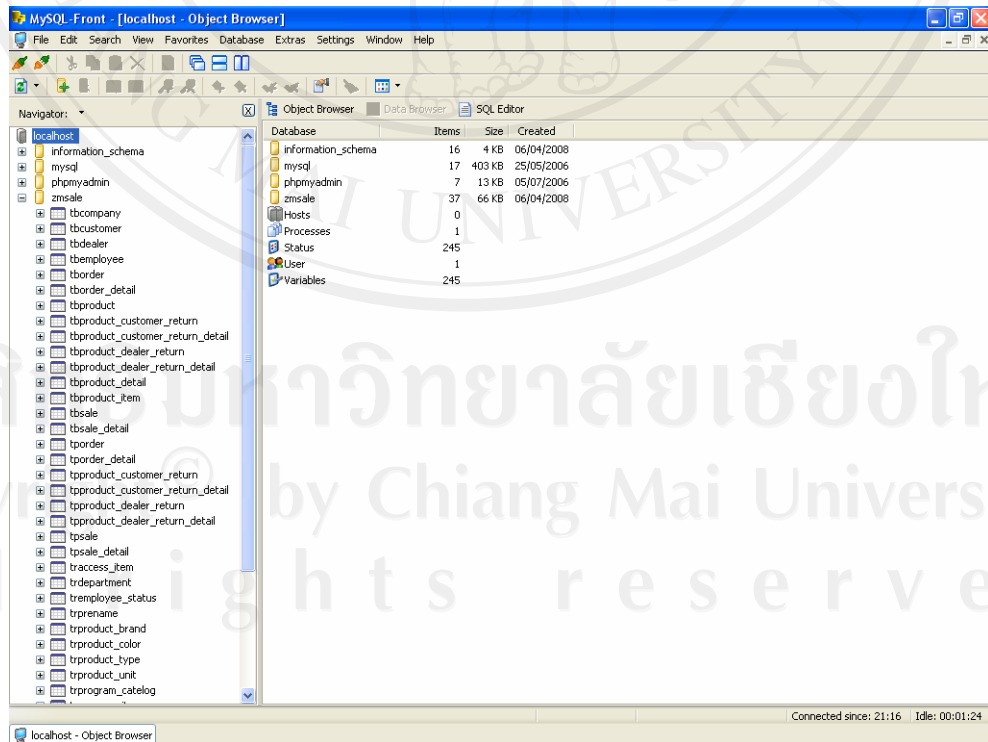 MySQL-Front - [localhost - Object Browser]
File Edit Search View Favorites Database Extras Settings Window Help
Navigator:
localhost
information_schema
mysql
phpmyadmin
zmsale
tbcompany
tbcustomer
tbdealer
tbemployee
tborder
tborder_detail
tbproduct
tbproduct_customer_return
tbproduct_customer_return_detail
tbproduct_dealer_return
tbproduct_dealer_return_detail
tbproduct_detail
tbproduct_item
tbsale
tbsale_detail
tporder
tporder_detail
tpproduct_customer_return
tpproduct_customer_return_detail
tpproduct_dealer_return
tpproduct_dealer_return_detail
tpsale
tpsale_detail
traccess_item
trdepartment
tremployee_status
trprename
trproduct_brand
trproduct_color
trproduct_type
trproduct_unit
trprogram_catelog
Object Browser Data Browser SQL Editor
Database Items Size Created
information_schema 16 4 KB 06/04/2008
mysql 17 403 KB 25/05/2006
phpmyadmin 7 13 KB 05/07/2006
zmsale 37 66 KB 06/04/2008
Hosts 0
Processes 1
Status 245
User 1
Variables 245
MAI UNIVERSITY
มหาวิทยาลัยเชียงให
© by Chiang Mai Univers
ights reserve
Connected since: 21:16 Idle: 00:01:24
localhost - Object Browser